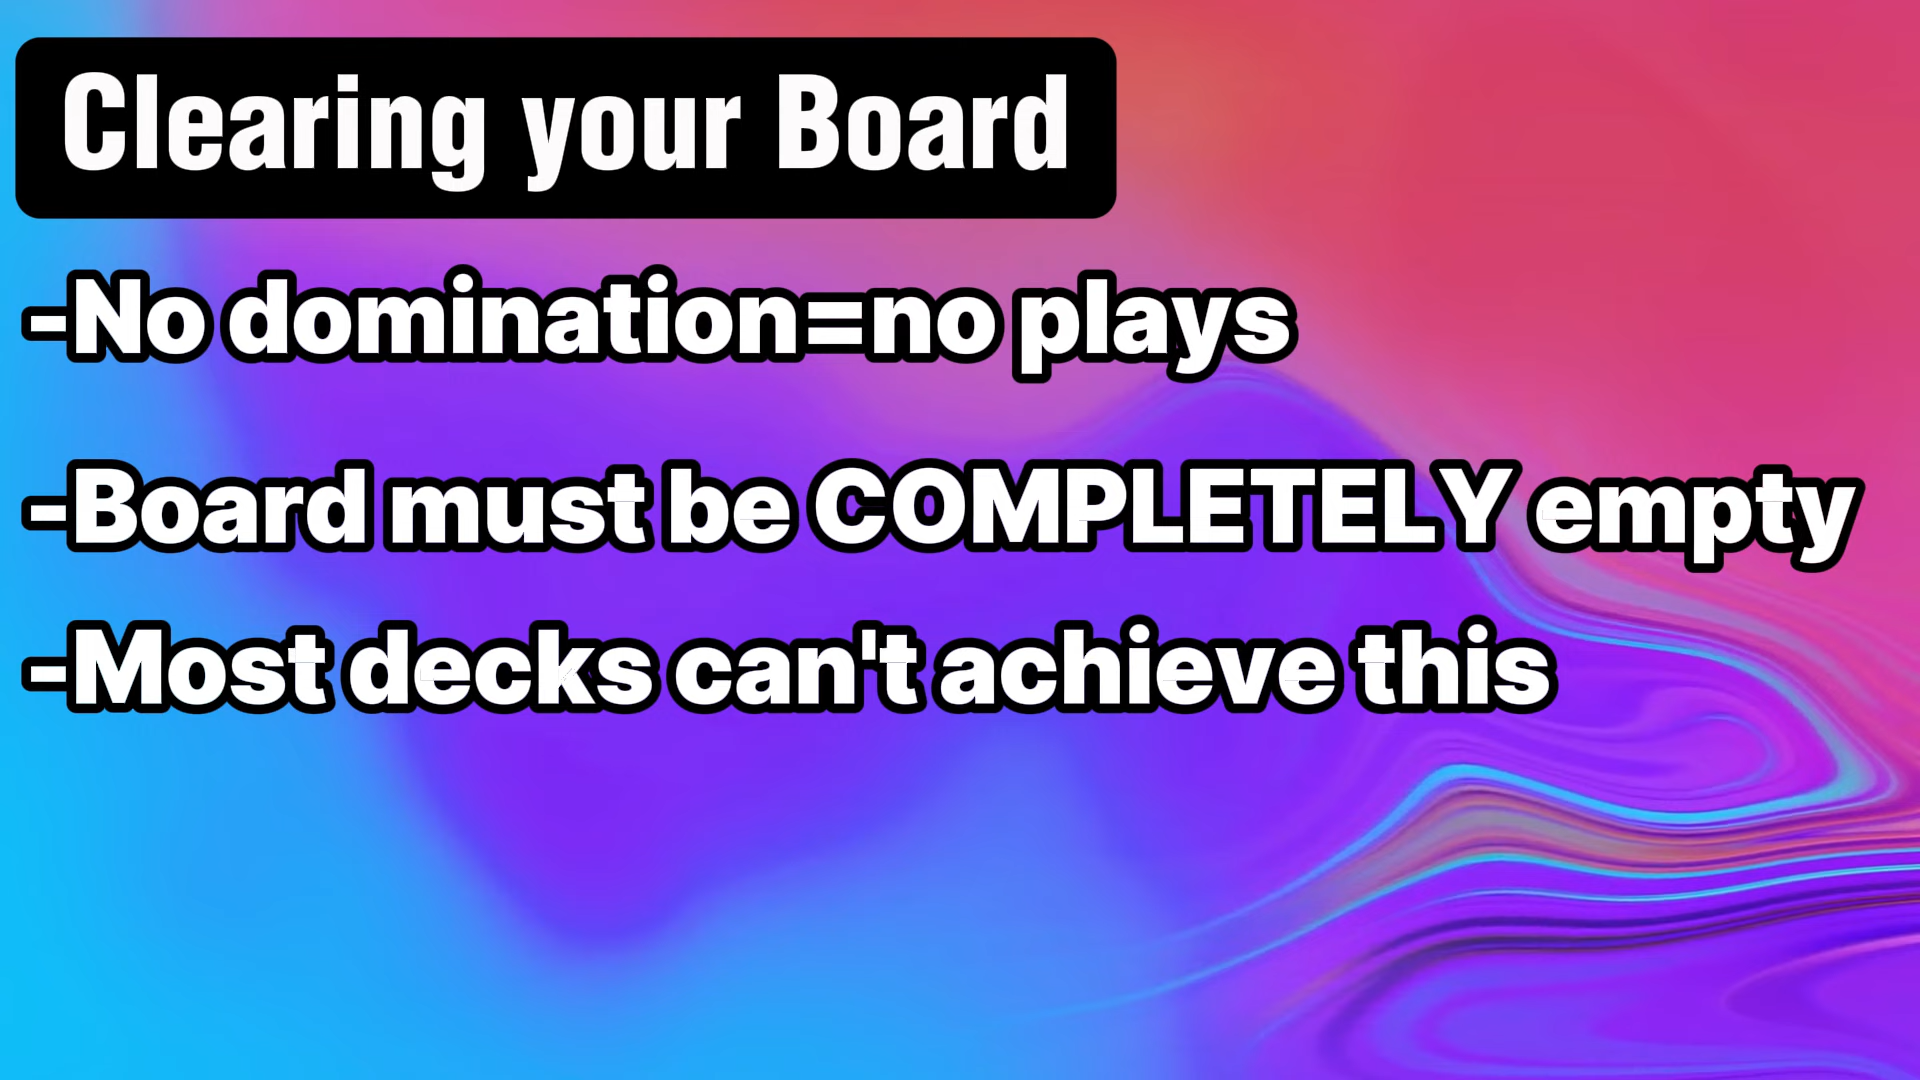 Clearing your Board
-No domination=no plays
-Board must be COMPLETELY empty
-Most decks can't achieve this